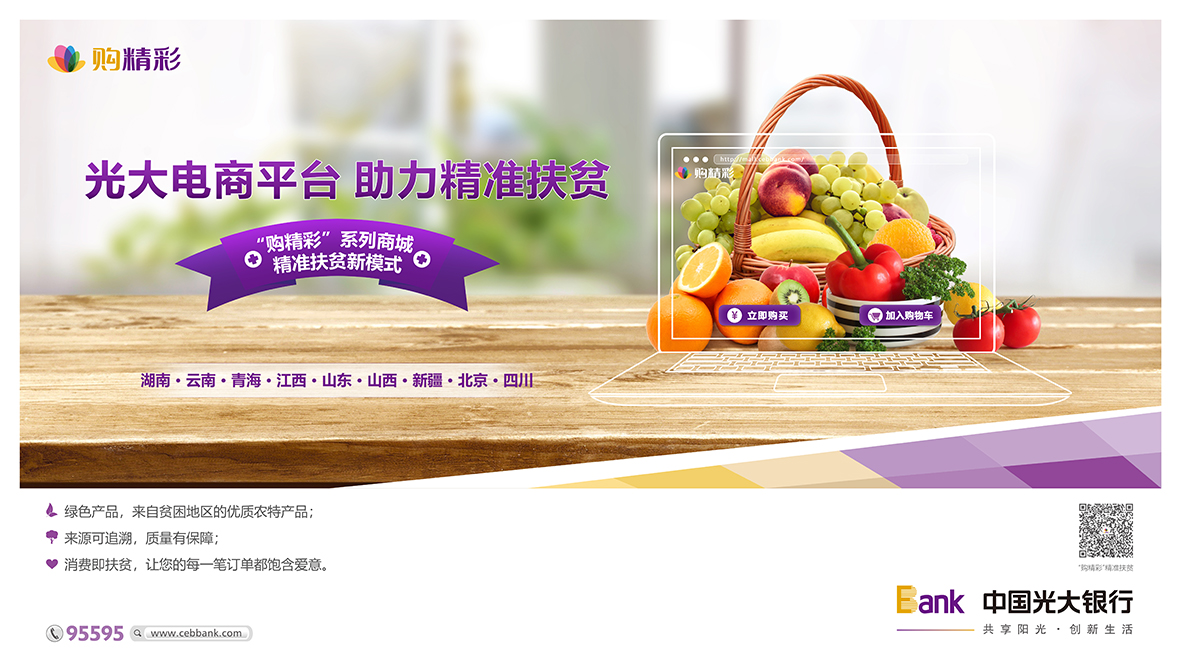 购精彩
光大电商平台 助力精准扶贫
“购精彩”系列商城
精准扶贫新模式
湖南·云南·青海·江西·山东·山西·新疆·北京·四川
http://mall.cebbank.com/
购精彩
¥ 立即购买
加入购物车
绿色产品，来自贫困地区的优质农特产品；
来源可追溯，质量有保障；
消费即扶贫，让您的每一笔订单都饱含爱意。
“购精彩”精准扶贫
95595 www.cebbank.com
Bank 中国光大银行
共享阳光·创新生活